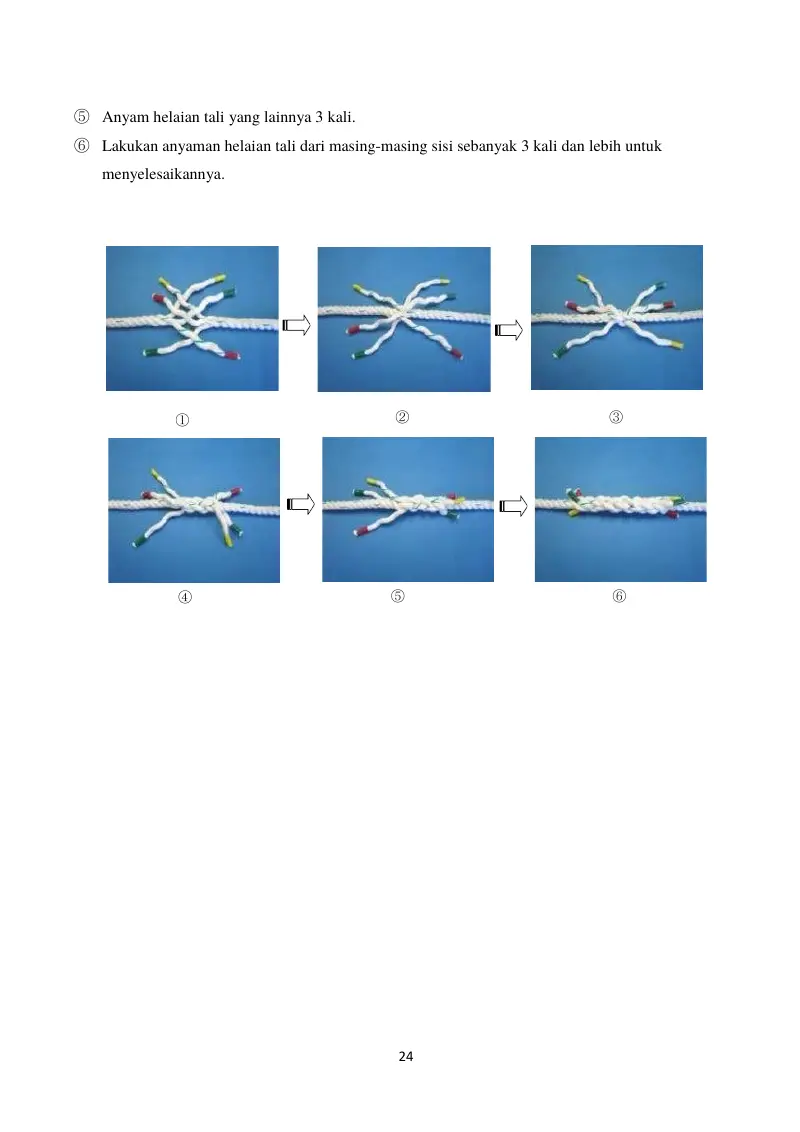 ⑤ Anyam helaian tali yang lainnya 3 kali.
⑥ Lakukan anyaman helaian tali dari masing-masing sisi sebanyak 3 kali dan lebih untuk
menyelesaikannya.
① ② ③
④ ⑤ ⑥
24